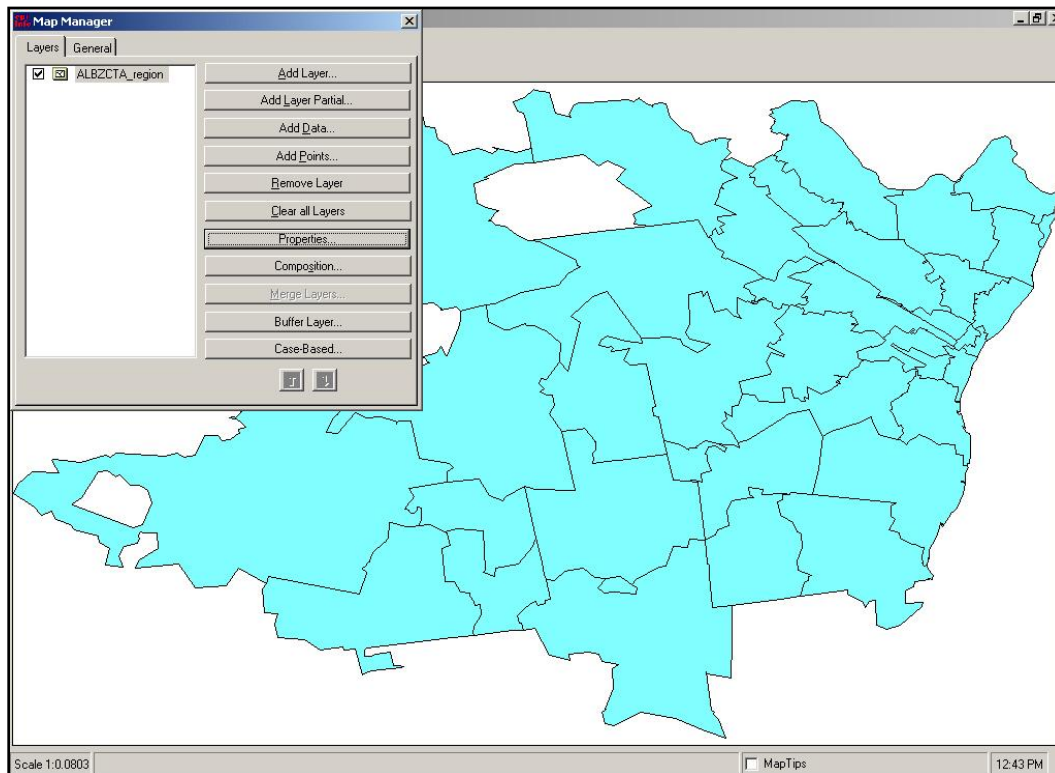 Map Manager
Layers General
ALBZCTA_region
Add Layer...
Add Layer Partial...
Add Data...
Add Points...
Remove Layer
Clear all Layers
Properties...
Composition...
Merge Layers...
Buffer Layer...
Case-Based...
Scale 1:0.0803 MapTips 12:43 PM